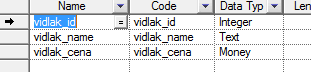 Name Code Data Typ Len
vidlak_id = vidlak_id Integer
vidlak_name vidlak_name Text
vidlak_cena vidlak_cena Money